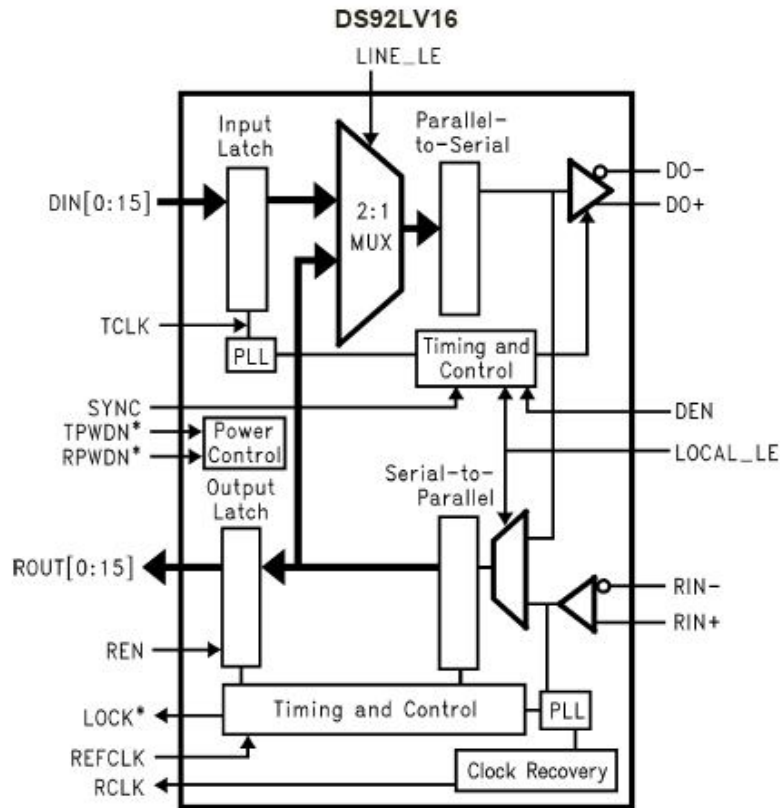 DS92LV16
LINE_LE
Input
Latch
Parallel-
to-Serial
DO-
DIN[0:15]
2:1
MUX
DO+
TCLK
PLL
Timing and
Control
SYNC
DEN
TPWDN*
Power
Control
RPWDN*
LOCAL_LE
Output
Latch
Serial-to-
Parallel
ROUT[0:15]
RIN-
RIN+
REN
LOCK*
Timing and Control
PLL
REFCLK
RCLK
Clock Recovery